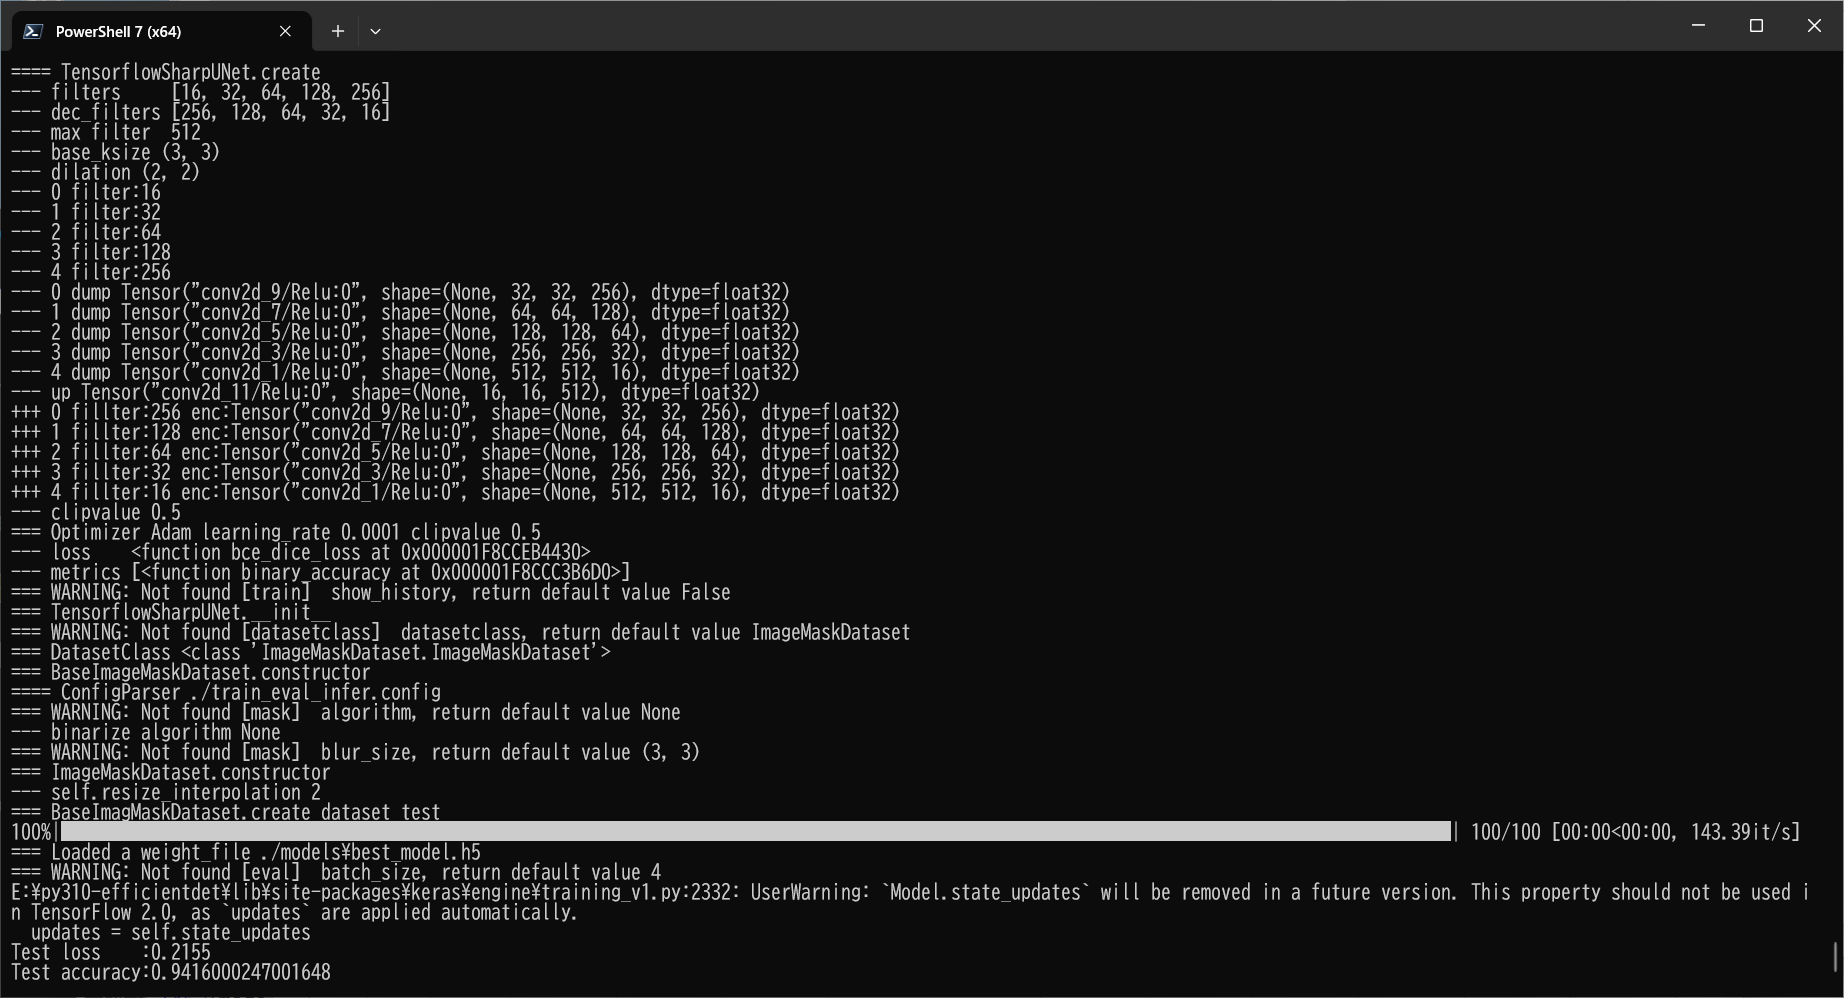 PowerShell 7 (x64)
==== TensorflowSharpUNet.create
--- filters     [16, 32, 64, 128, 256]
--- dec_filters [256, 128, 64, 32, 16]
--- max filter  512
--- base_ksize (3, 3)
--- dilation (2, 2)
--- 0 filter:16
--- 1 filter:32
--- 2 filter:64
--- 3 filter:128
--- 4 filter:256
--- 0 dump Tensor("conv2d_9/Relu:0", shape=(None, 32, 32, 256), dtype=float32)
--- 1 dump Tensor("conv2d_7/Relu:0", shape=(None, 64, 64, 128), dtype=float32)
--- 2 dump Tensor("conv2d_5/Relu:0", shape=(None, 128, 128, 64), dtype=float32)
--- 3 dump Tensor("conv2d_3/Relu:0", shape=(None, 256, 256, 32), dtype=float32)
--- 4 dump Tensor("conv2d_1/Relu:0", shape=(None, 512, 512, 16), dtype=float32)
--- up Tensor("conv2d_11/Relu:0", shape=(None, 16, 16, 512), dtype=float32)
+++ 0 fillter:256 enc:Tensor("conv2d_9/Relu:0", shape=(None, 32, 32, 256), dtype=float32)
+++ 1 fillter:128 enc:Tensor("conv2d_7/Relu:0", shape=(None, 64, 64, 128), dtype=float32)
+++ 2 fillter:64 enc:Tensor("conv2d_5/Relu:0", shape=(None, 128, 128, 64), dtype=float32)
+++ 3 fillter:32 enc:Tensor("conv2d_3/Relu:0", shape=(None, 256, 256, 32), dtype=float32)
+++ 4 fillter:16 enc:Tensor("conv2d_1/Relu:0", shape=(None, 512, 512, 16), dtype=float32)
--- clipvalue 0.5
=== Optimizer Adam learning_rate 0.0001 clipvalue 0.5
--- loss    <function bce_dice_loss at 0x000001F8CCEB4430>
--- metrics [<function binary_accuracy at 0x000001F8CCC3B6D0>]
=== WARNING: Not found [train]  show_history, return default value False
=== TensorflowSharpUNet.__init__
=== WARNING: Not found [datasetclass]  datasetclass, return default value ImageMaskDataset
=== DatasetClass <class 'ImageMaskDataset.ImageMaskDataset'>
=== BaseImageMaskDataset.constructor
==== ConfigParser ./train_eval_infer.config
=== WARNING: Not found [mask]  algorithm, return default value None
--- binarize algorithm None
=== WARNING: Not found [mask]  blur_size, return default value (3, 3)
=== ImageMaskDataset.constructor
--- self.resize_interpolation 2
=== BaseImagMaskDataset.create dataset test
100%| | 100/100 [00:00<00:00, 143.39it/s]
=== Loaded a weight_file ./models¥best_model.h5
=== WARNING: Not found [eval]  batch_size, return default value 4
E:¥py310-efficientdet¥lib¥site-packages¥keras¥engine¥training_v1.py:2332: UserWarning: `Model.state_updates` will be removed in a future version. This property should not be used i
n TensorFlow 2.0, as `updates` are applied automatically.
  updates = self.state_updates
Test loss    :0.2155
Test accuracy:0.9416000247001648